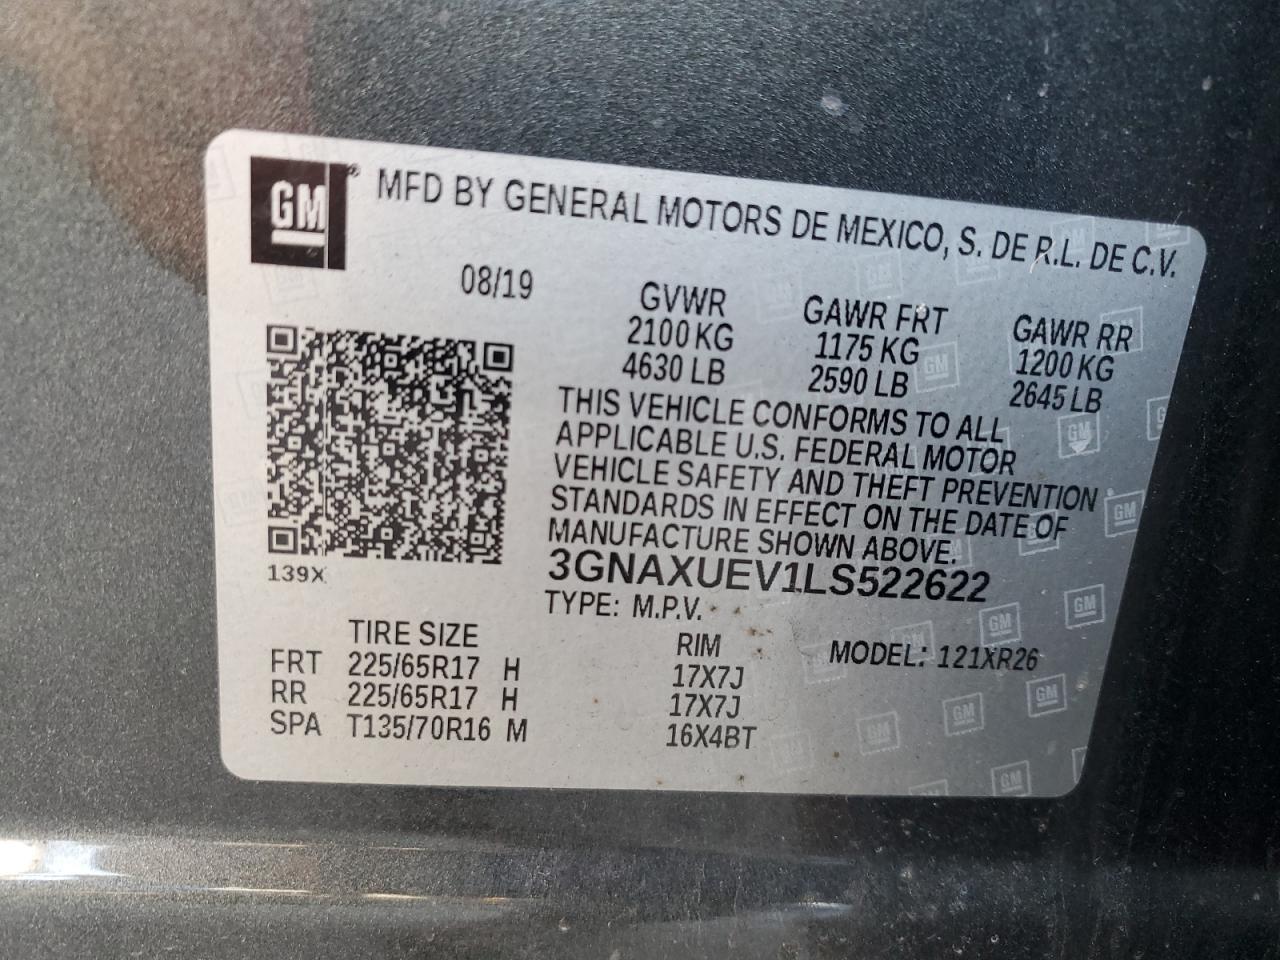 GM
MFD BY GENERAL MOTORS DE MEXICO, S. DE R.L. DE C.V.
08/19
GVWR GAWR FRT GAWR RR
2100 KG 1175 KG 1200 KG
4630 LB 2590 LB 2645 LB
THIS VEHICLE CONFORMS TO ALL
APPLICABLE U.S. FEDERAL MOTOR
VEHICLE SAFETY AND THEFT PREVENTION
STANDARDS IN EFFECT ON THE DATE OF
MANUFACTURE SHOWN ABOVE.
3GNAXUEV1LS522622
139X
TYPE: M.P.V.
MODEL: 121XR26
TIRE SIZE RIM
FRT 225/65R17 H 17X7J
RR 225/65R17 H 17X7J
SPA T135/70R16 M 16X4BT